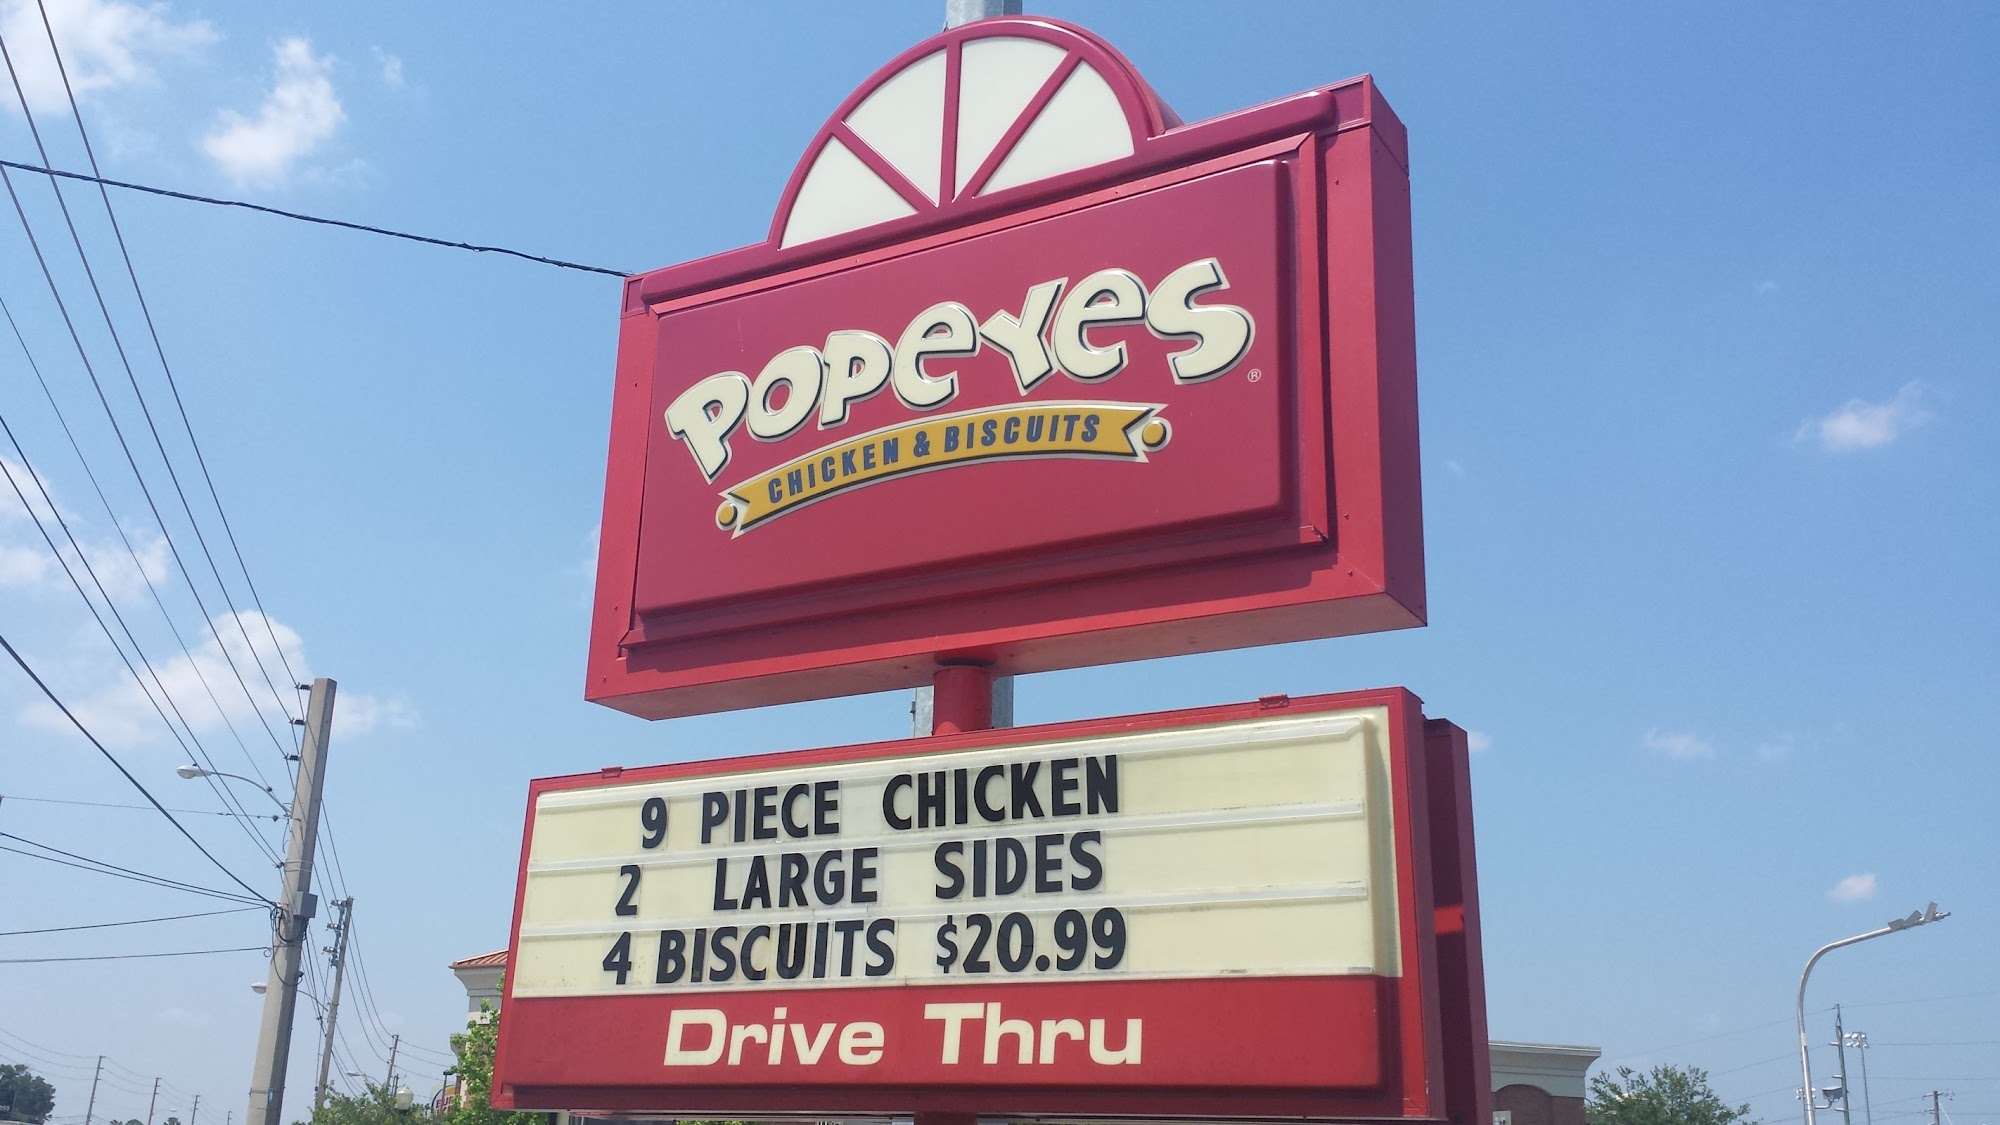 POPEYES ®
CHICKEN & BISCUITS
9 PIECE CHICKEN
2 LARGE SIDES
4 BISCUITS $20.99
Drive Thru